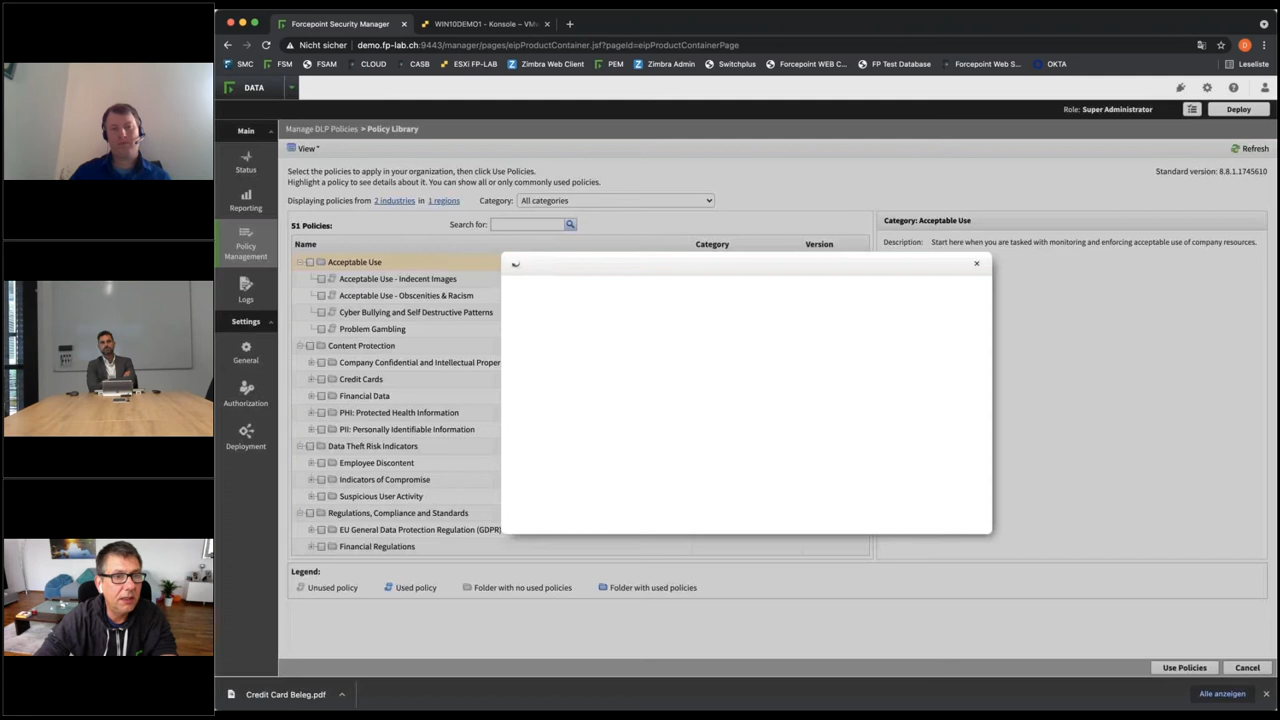 Forcepoint Security Manager
WIN10DEMO1 - Konsole – VM
Nicht sicher | demo.fp-lab.ch:9443/manager/pages/eipProductContainer.jsf?pageId=eipProductContainerPage
D
SMC FSM FSAM CLOUD CASB ESXi FP-LAB Zimbra Web Client PEM Zimbra Admin Switchplus Forcepoint WEB C... FP Test Database Forcepoint Web S... OKTA Leseliste
DATA
Role: Super Administrator Deploy
Main
Status
Reporting
Policy
Management
Logs
Settings
General
Authorization
Deployment
Manage DLP Policies > Policy Library
View
Refresh
Select the policies to apply in your organization, then click Use Policies.
Standard version: 8.8.1.1745610
Highlight a policy to see details about it. You can show all or only commonly used policies.
Displaying policies from 2 industries in 1 regions Category: All categories
51 Policies: Search for:
Name Category Version
Acceptable Use
Acceptable Use - Indecent Images
Acceptable Use - Obscenities & Racism
Cyber Bullying and Self Destructive Patterns
Problem Gambling
Content Protection
Company Confidential and Intellectual Proper
Credit Cards
Financial Data
PHI: Protected Health Information
PII: Personally Identifiable Information
Data Theft Risk Indicators
Employee Discontent
Indicators of Compromise
Suspicious User Activity
Regulations, Compliance and Standards
EU General Data Protection Regulation (GDPR)
Financial Regulations
Category: Acceptable Use
Description: Start here when you are tasked with monitoring and enforcing acceptable use of company resources.
Legend:
Unused policy Used policy Folder with no used policies Folder with used policies
Use Policies Cancel
Credit Card Beleg.pdf
Alle anzeigen